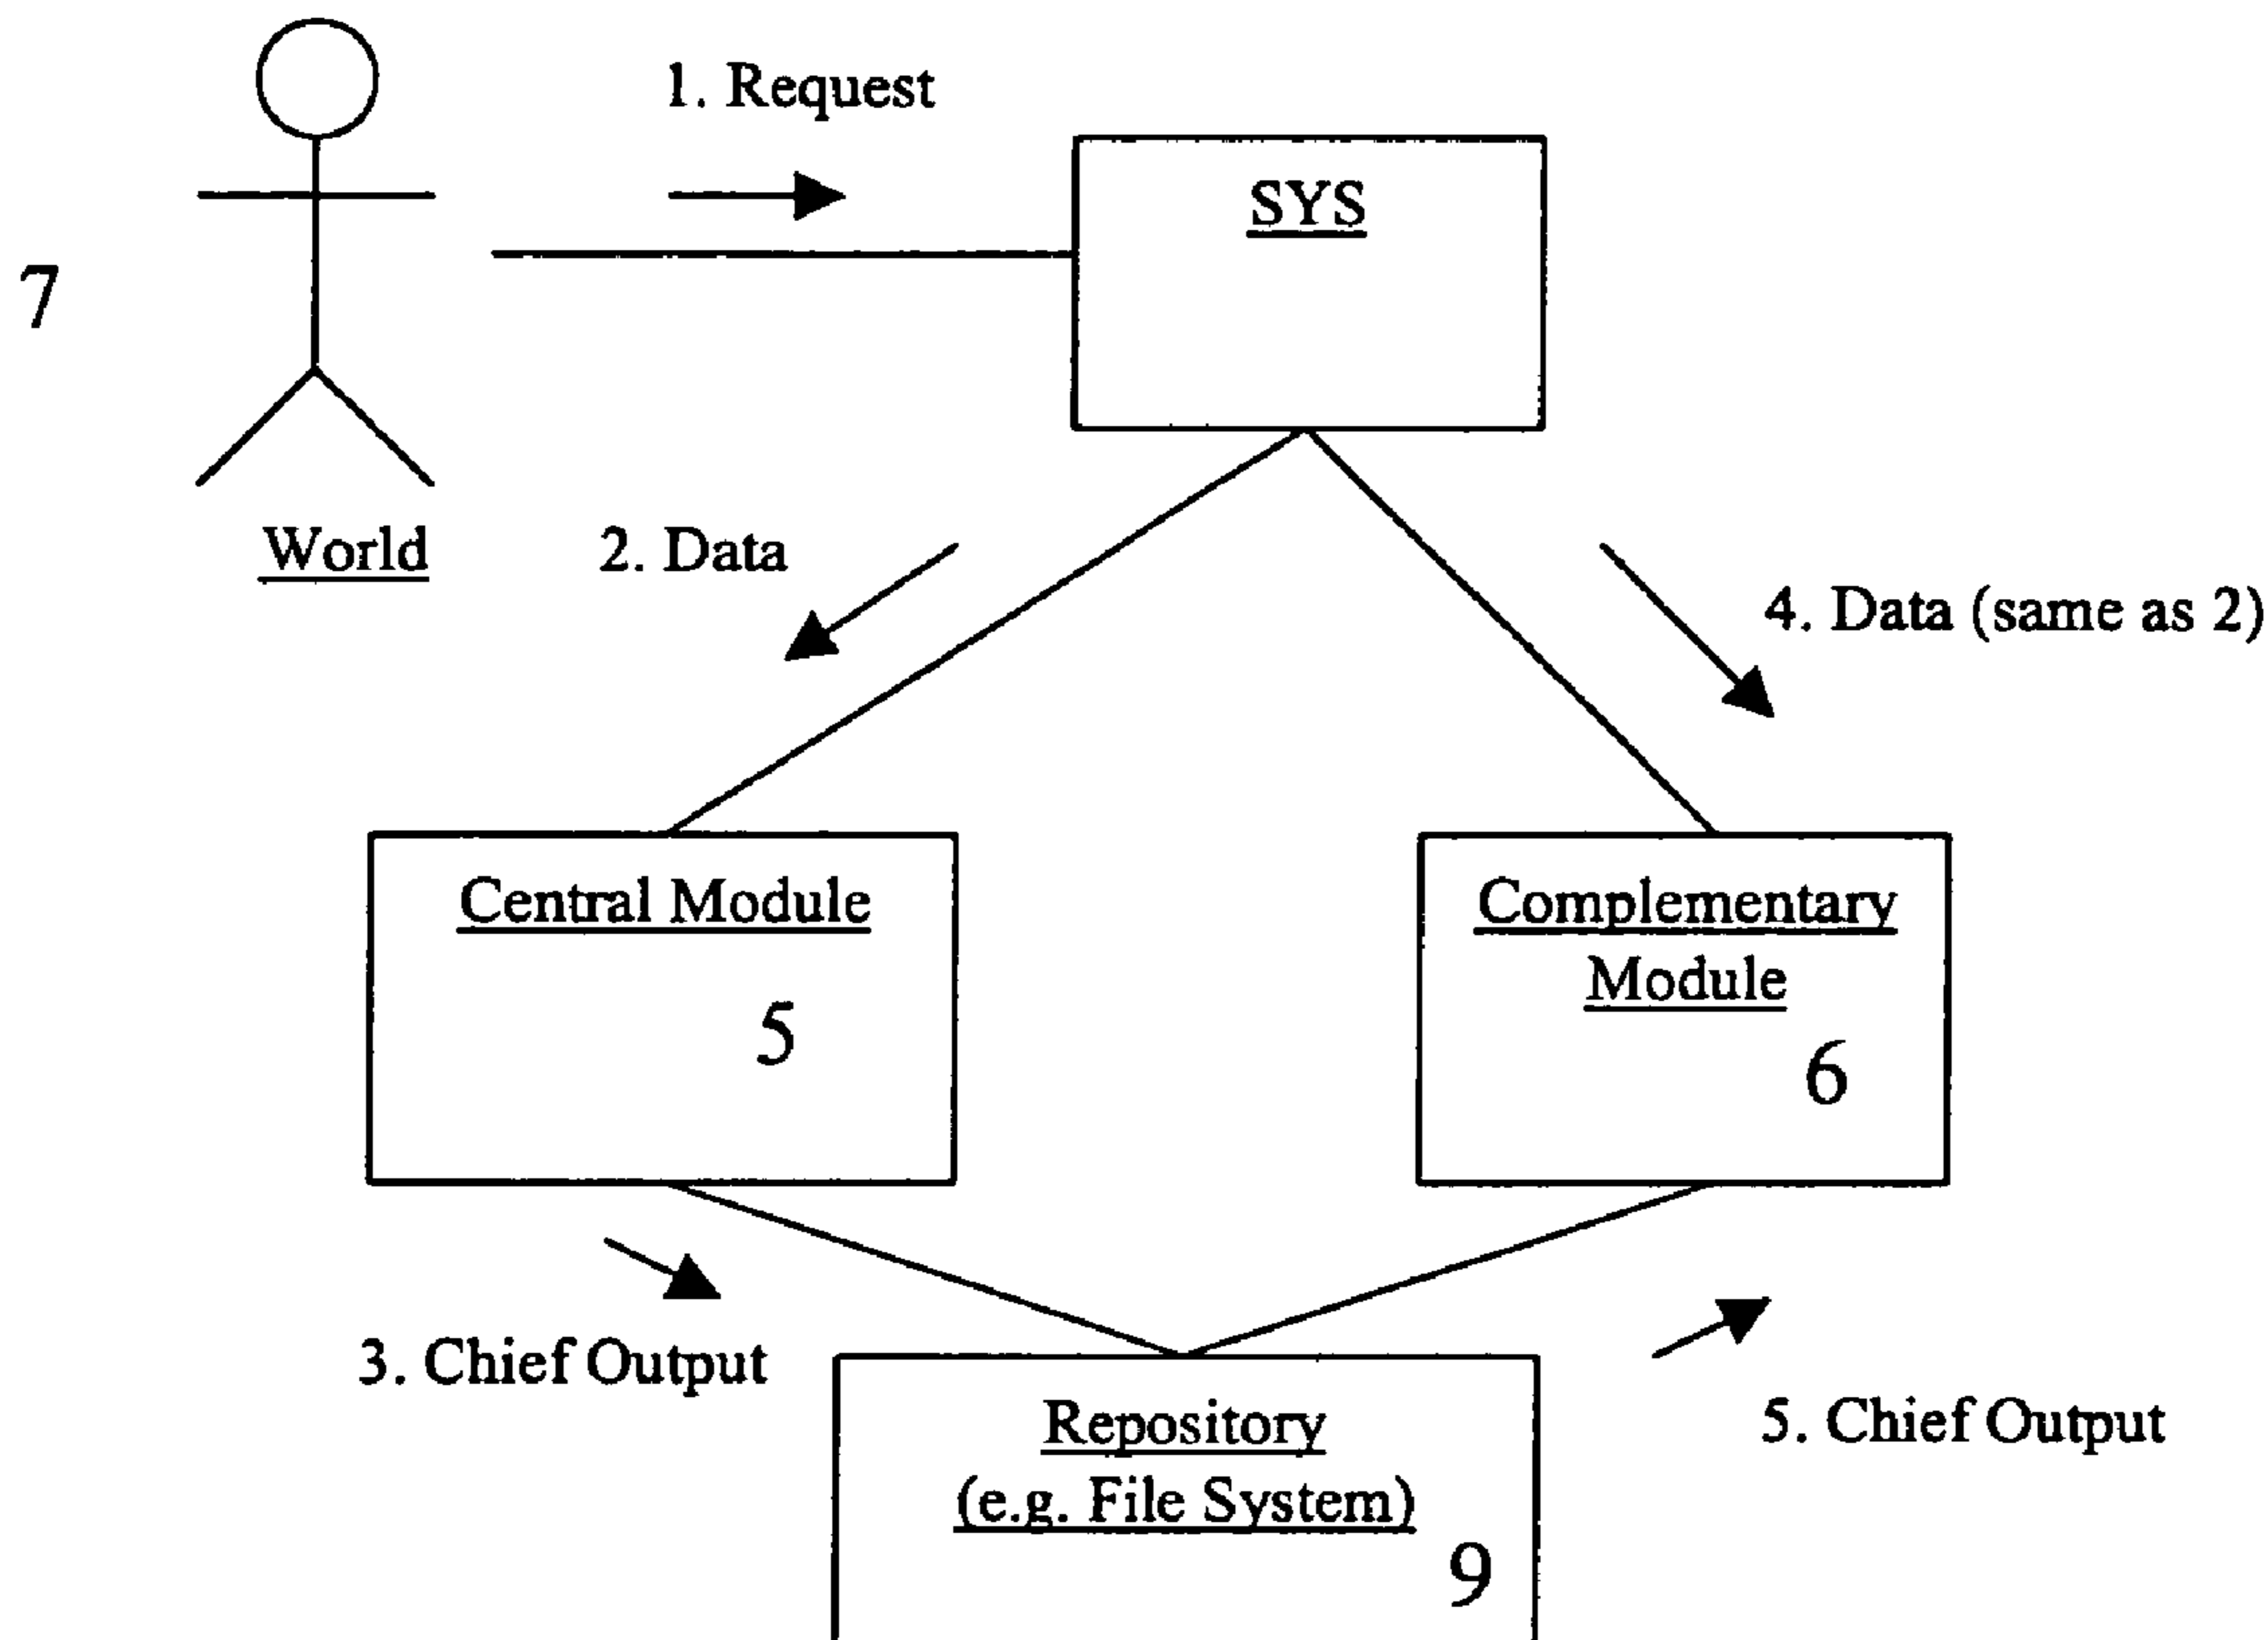 1. Request
SYS
7
World
2. Data
4. Data (same as 2)
Central Module
5
Complementary
Module
6
3. Chief Output
5. Chief Output
Repository
(e.g. File System)
9